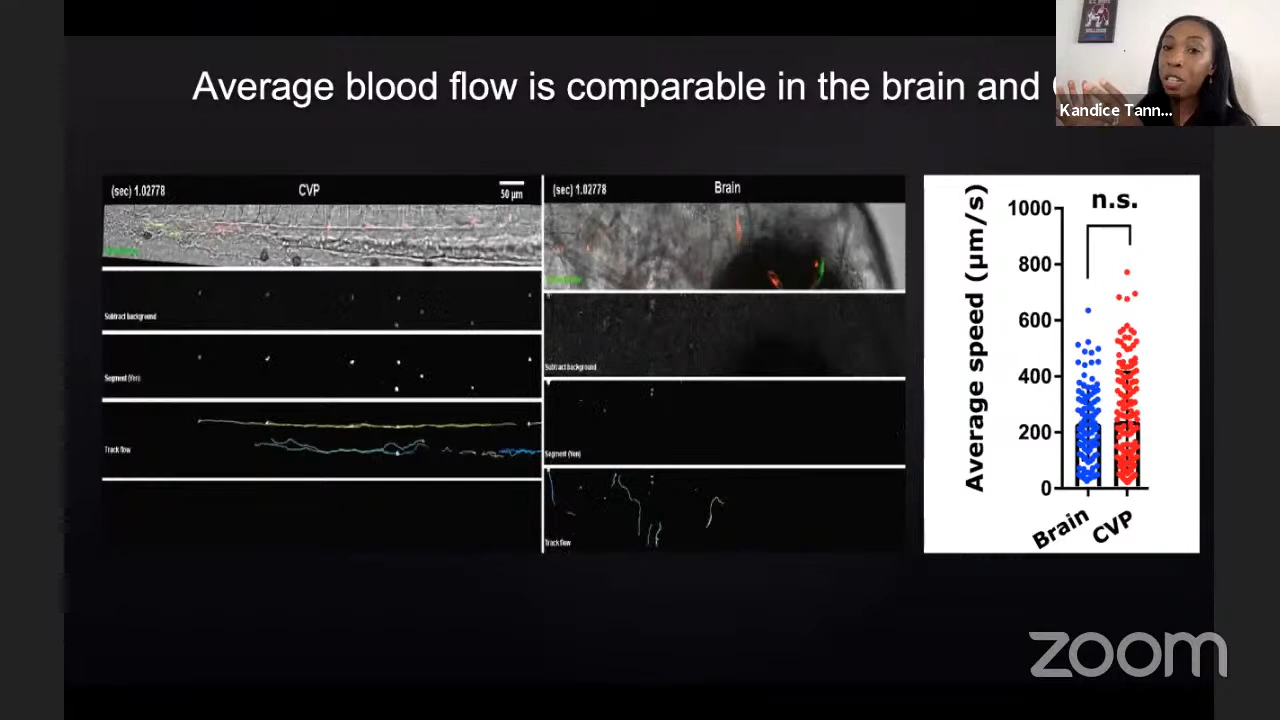 Average blood flow is comparable in the brain and
Kandice Tann...
(sec) 1.02778
CVP
50 µm
Subtract background
Segment (Yen)
Track flow
(sec) 1.02778
Brain
Subtract background
Segment (Yen)
Track flow
n.s.
Average speed (µm/s)
1000
800
600
400
200
0
Brain
CVP
zoom